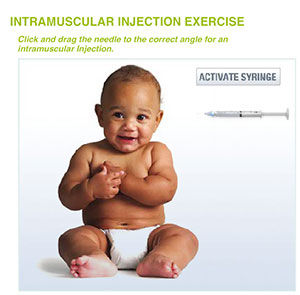 INTRAMUSCULAR INJECTION EXERCISE
Click and drag the needle to the correct angle for an
intramuscular Injection.
ACTIVATE SYRINGE